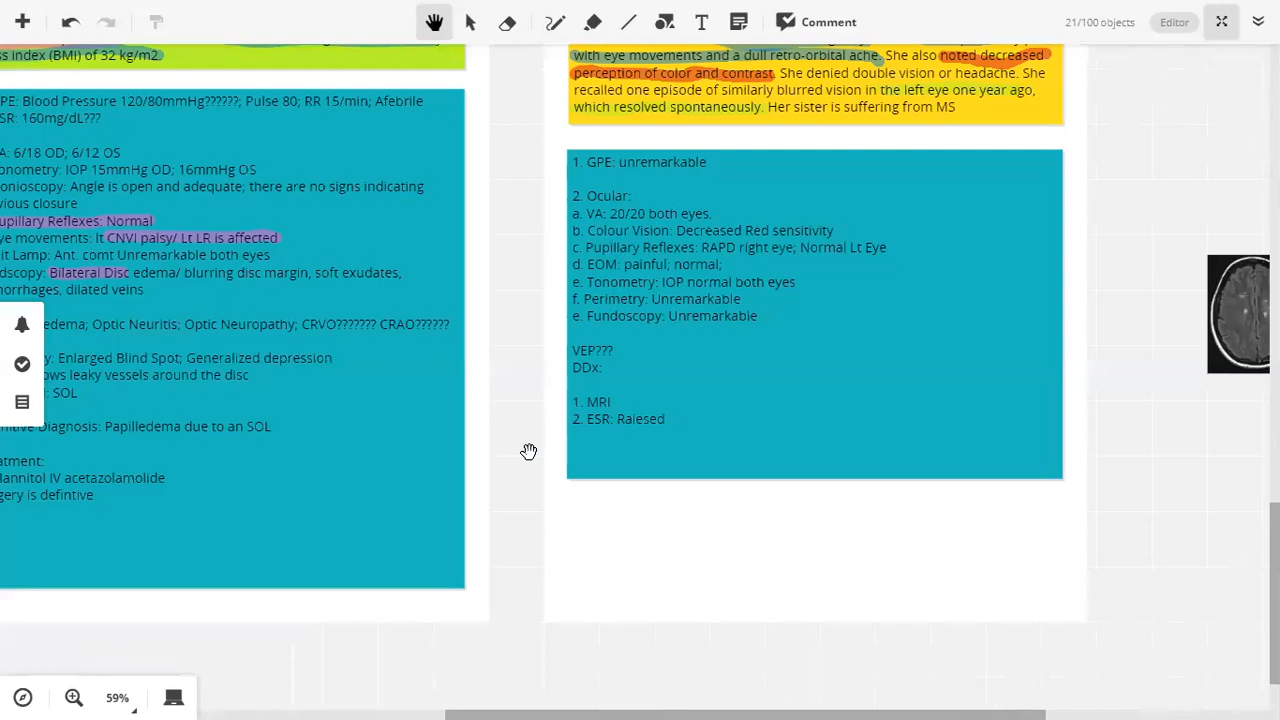 Comment
21/100 objects
Editor
ss index (BMI) of 32 kg/m2
PE: Blood Pressure 120/80mmHg??????; Pulse 80; RR 15/min; Afebrile
SR: 160mg/dL???
A: 6/18 OD; 6/12 OS
onometry: IOP 15mmHg OD; 16mmHg OS
onioscopy: Angle is open and adequate; there are no signs indicating
vious closure
upillary Reflexes: Normal
ye movements: lt CNVI palsy/ Lt LR is affected
it Lamp: Ant. comt Unremarkable both eyes
ndscopy: Bilateral Disc edema/ blurring disc margin, soft exudates,
morrhages, dilated veins
edema; Optic Neuritis; Optic Neuropathy; CRVO??????? CRAO??????
y: Enlarged Blind Spot; Generalized depression
ows leaky vessels around the disc
: SOL
nitive Diagnosis: Papilledema due to an SOL
atment:
Mannitol IV acetazolamolide
gery is defintive
with eye movements and a dull retro-orbital ache. She also noted decreased
perception of color and contrast. She denied double vision or headache. She
recalled one episode of similarly blurred vision in the left eye one year ago,
which resolved spontaneously. Her sister is suffering from MS
1. GPE: unremarkable
2. Ocular:
a. VA: 20/20 both eyes.
b. Colour Vision: Decreased Red sensitivity
c. Pupillary Reflexes: RAPD right eye; Normal Lt Eye
d. EOM: painful; normal;
e. Tonometry: IOP normal both eyes
f. Perimetry: Unremarkable
e. Fundoscopy: Unremarkable
VEP???
DDx:
1. MRI
2. ESR: Raiesed
59%